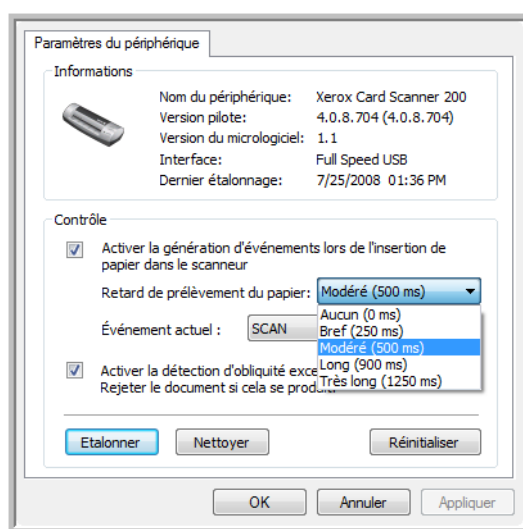 Paramètres du périphérique
Informations
Nom du périphérique: Xerox Card Scanner 200
Version pilote: 4.0.8.704 (4.0.8.704)
Version du micrologiciel: 1.1
Interface: Full Speed USB
Dernier étalonnage: 7/25/2008 01:36 PM
Contrôle
Activer la génération d'événements lors de l'insertion de
papier dans le scanneur
Retard de prélèvement du papier: Modéré (500 ms)
Aucun (0 ms)
Bref (250 ms)
Modéré (500 ms)
Long (900 ms)
Très long (1250 ms)
Événement actuel : SCAN
Activer la détection d'obliquité
Rejeter le document si cela se
Etalonner Nettoyer Réinitialiser
OK Annuler Appliquer